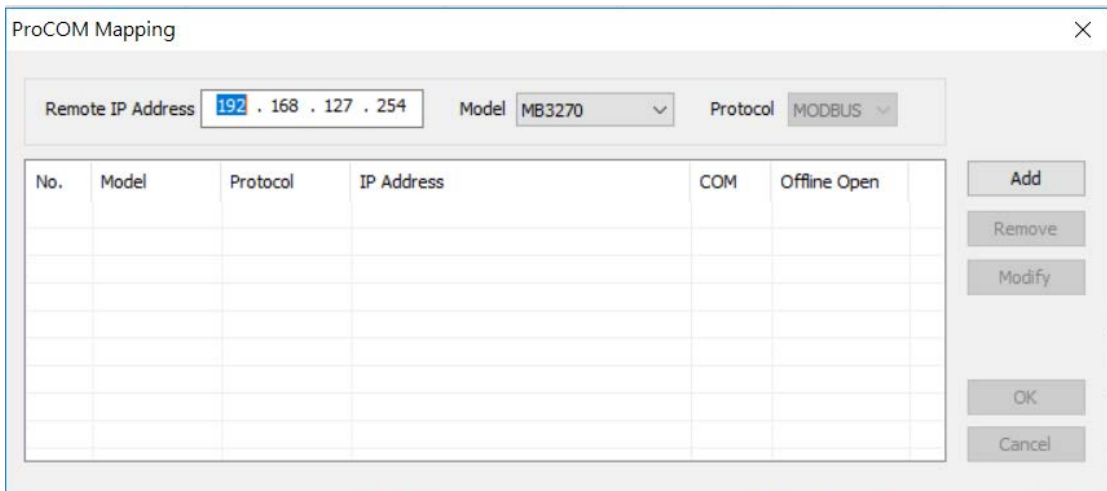 ProCOM Mapping
Remote IP Address 192 . 168 . 127 . 254 Model MB3270 Protocol MODBUS
No. Model Protocol IP Address COM Offline Open
Add
Remove
Modify
OK
Cancel